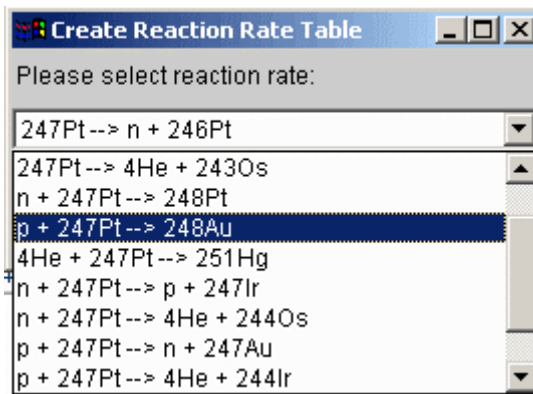 Create Reaction Rate Table
Please select reaction rate:
247Pt --> n + 246Pt
247Pt --> 4He + 243Os
n + 247Pt --> 248Pt
p + 247Pt --> 248Au
4He + 247Pt --> 251Hg
n + 247Pt --> p + 247Ir
n + 247Pt --> 4He + 244Os
p + 247Pt --> n + 247Au
p + 247Pt --> 4He + 244Ir